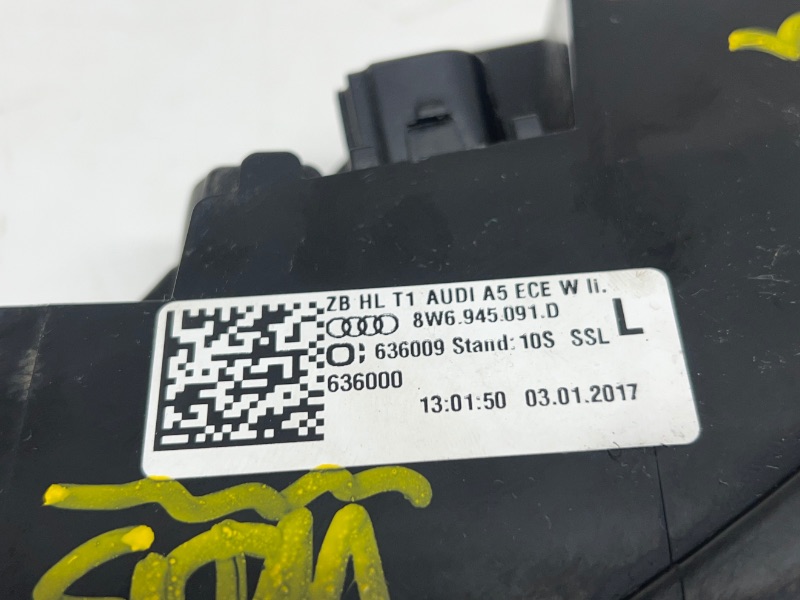 ZB HL T1 AUDI A5 ECE W li.
8W6.945.091.D L
636009 Stand: 10S SSL
636000
13:01:50 03.01.2017